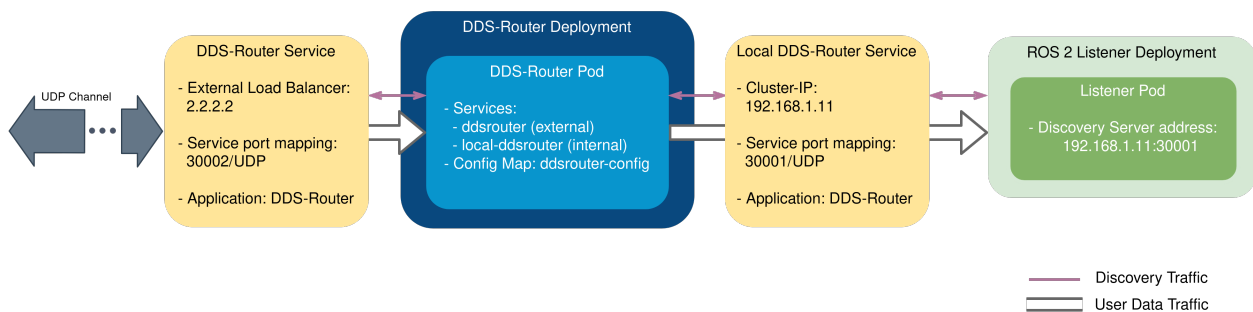 UDP Channel
DDS-Router Service
- External Load Balancer:
2.2.2.2
- Service port mapping:
30002/UDP
- Application: DDS-Router
DDS-Router Deployment
DDS-Router Pod
- Services:
- ddsrouter (external)
- local-ddsrouter (internal)
- Config Map: ddsrouter-config
Local DDS-Router Service
- Cluster-IP:
192.168.1.11
- Service port mapping:
30001/UDP
- Application: DDS-Router
ROS 2 Listener Deployment
Listener Pod
- Discovery Server address:
192.168.1.11:30001
Discovery Traffic
User Data Traffic